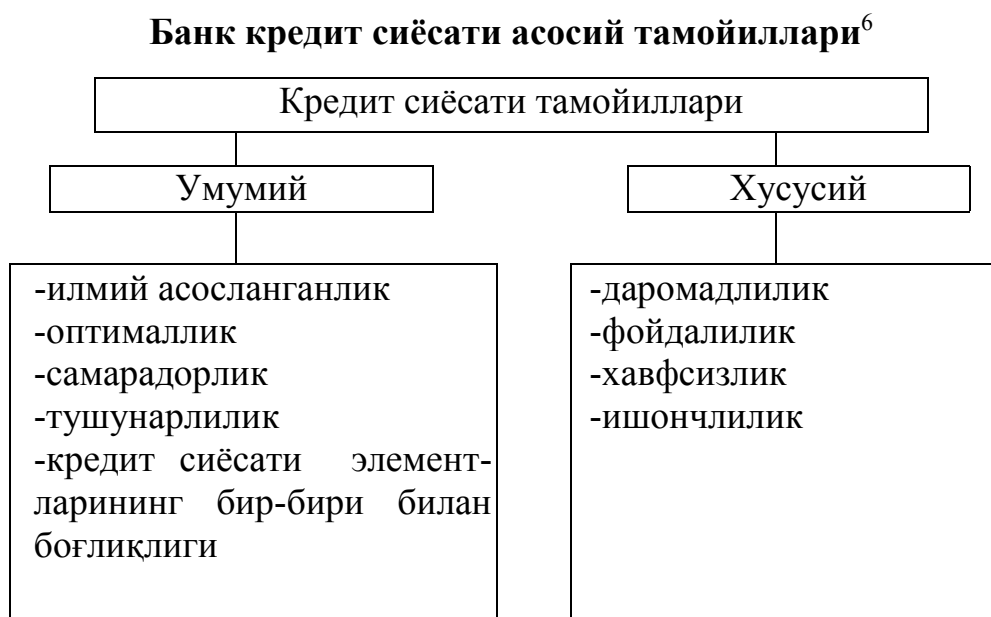 Банк кредит сиёсати асосий тамойиллари⁶
Кредит сиёсати тамойиллари
Умумий
Хусусий
-илмий асосланганлик
-оптималлик
-самарадорлик
-тушунарлилик
-кредит сиёсати элемент-
ларининг бир-бири билан
боғлиқлиги
-даромадлилик
-фойдалилик
-хавфсизлик
-ишончлилик